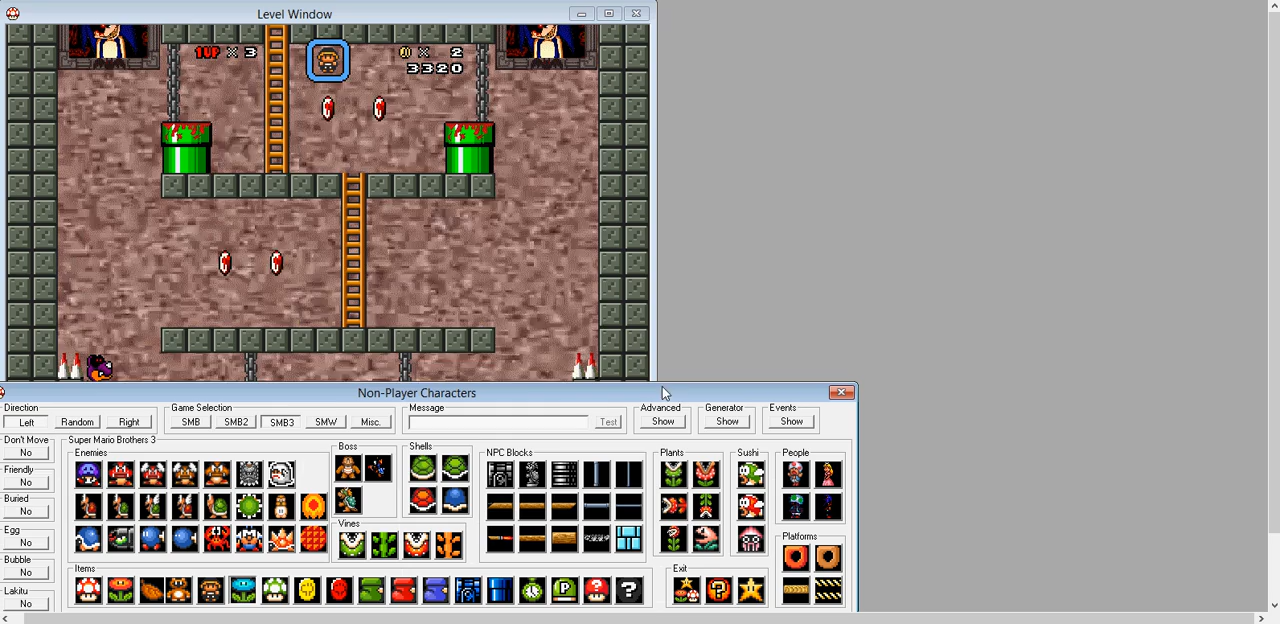 Level Window
1UP × 3
× 2
3320
Non-Player Characters
Direction
Left Random Right
Game Selection
SMB SMB2 SMB3 SMW Misc.
Message
Test
Advanced
Show
Generator
Show
Events
Show
Don't Move
No
Friendly
No
Buried
No
Egg
No
Bubble
No
Lakitu
No
Super Mario Brothers 3
Enemies
Boss
Shells
Vines
NPC Blocks
Plants
Sushi
People
Platforms
Items
P
?
?
Exit
?